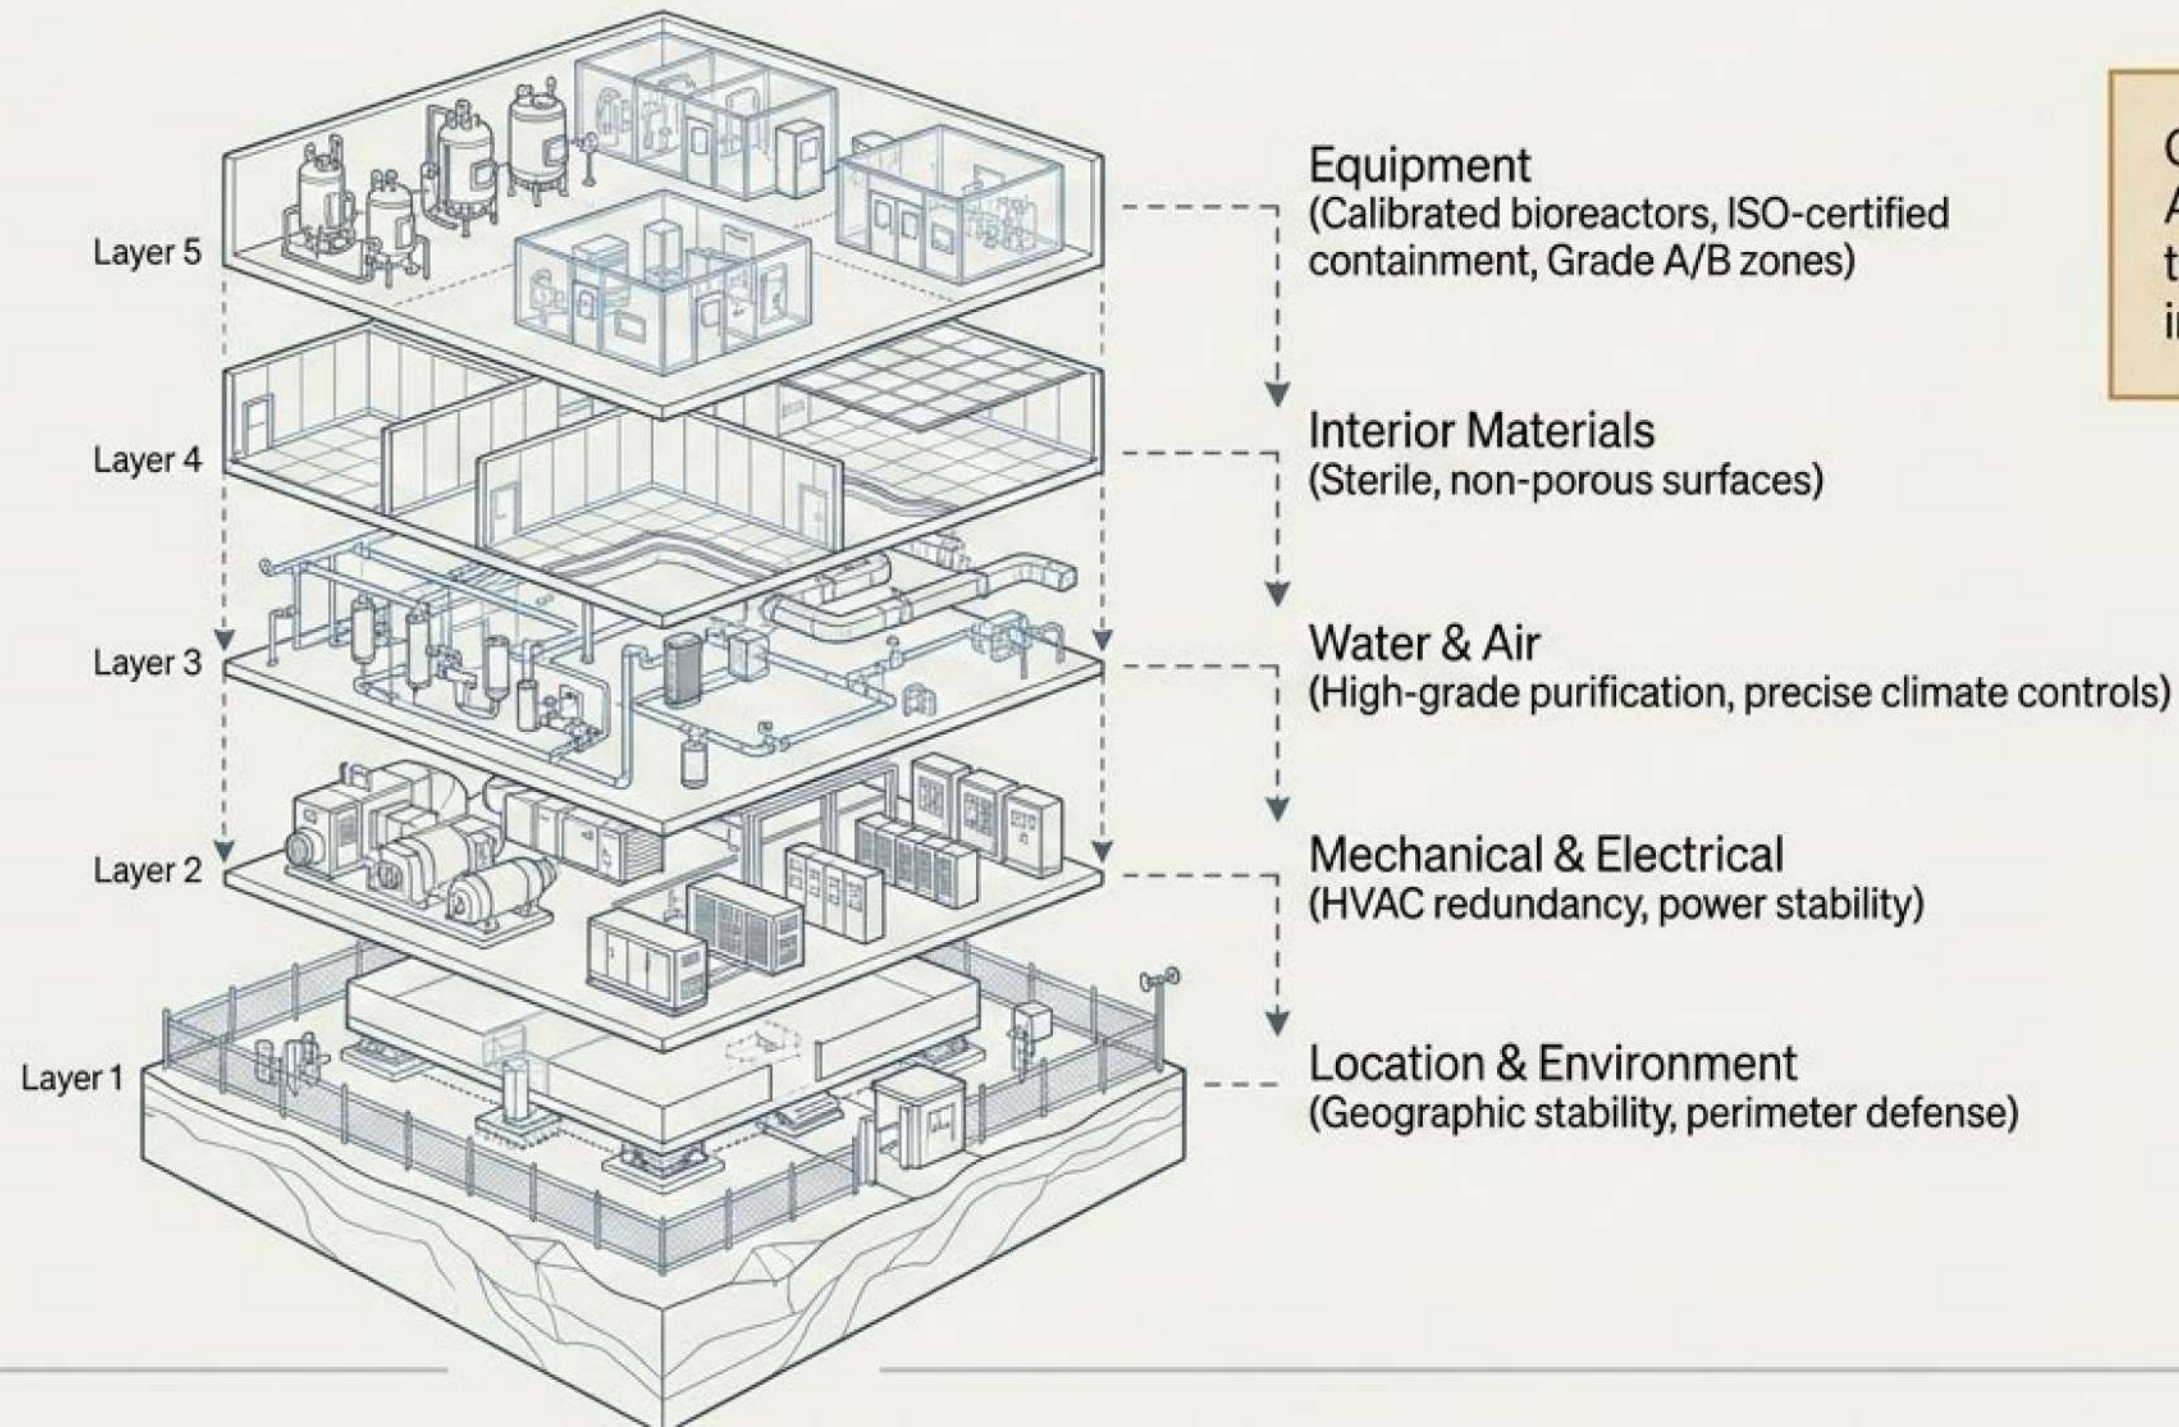 Layer 5
Equipment
(Calibrated bioreactors, ISO-certified
containment, Grade A/B zones)
Layer 4
Interior Materials
(Sterile, non-porous surfaces)
Layer 3
Water & Air
(High-grade purification, precise climate controls)
Layer 2
Mechanical & Electrical
(HVAC redundancy, power stability)
Layer 1
Location & Environment
(Geographic stability, perimeter defense)